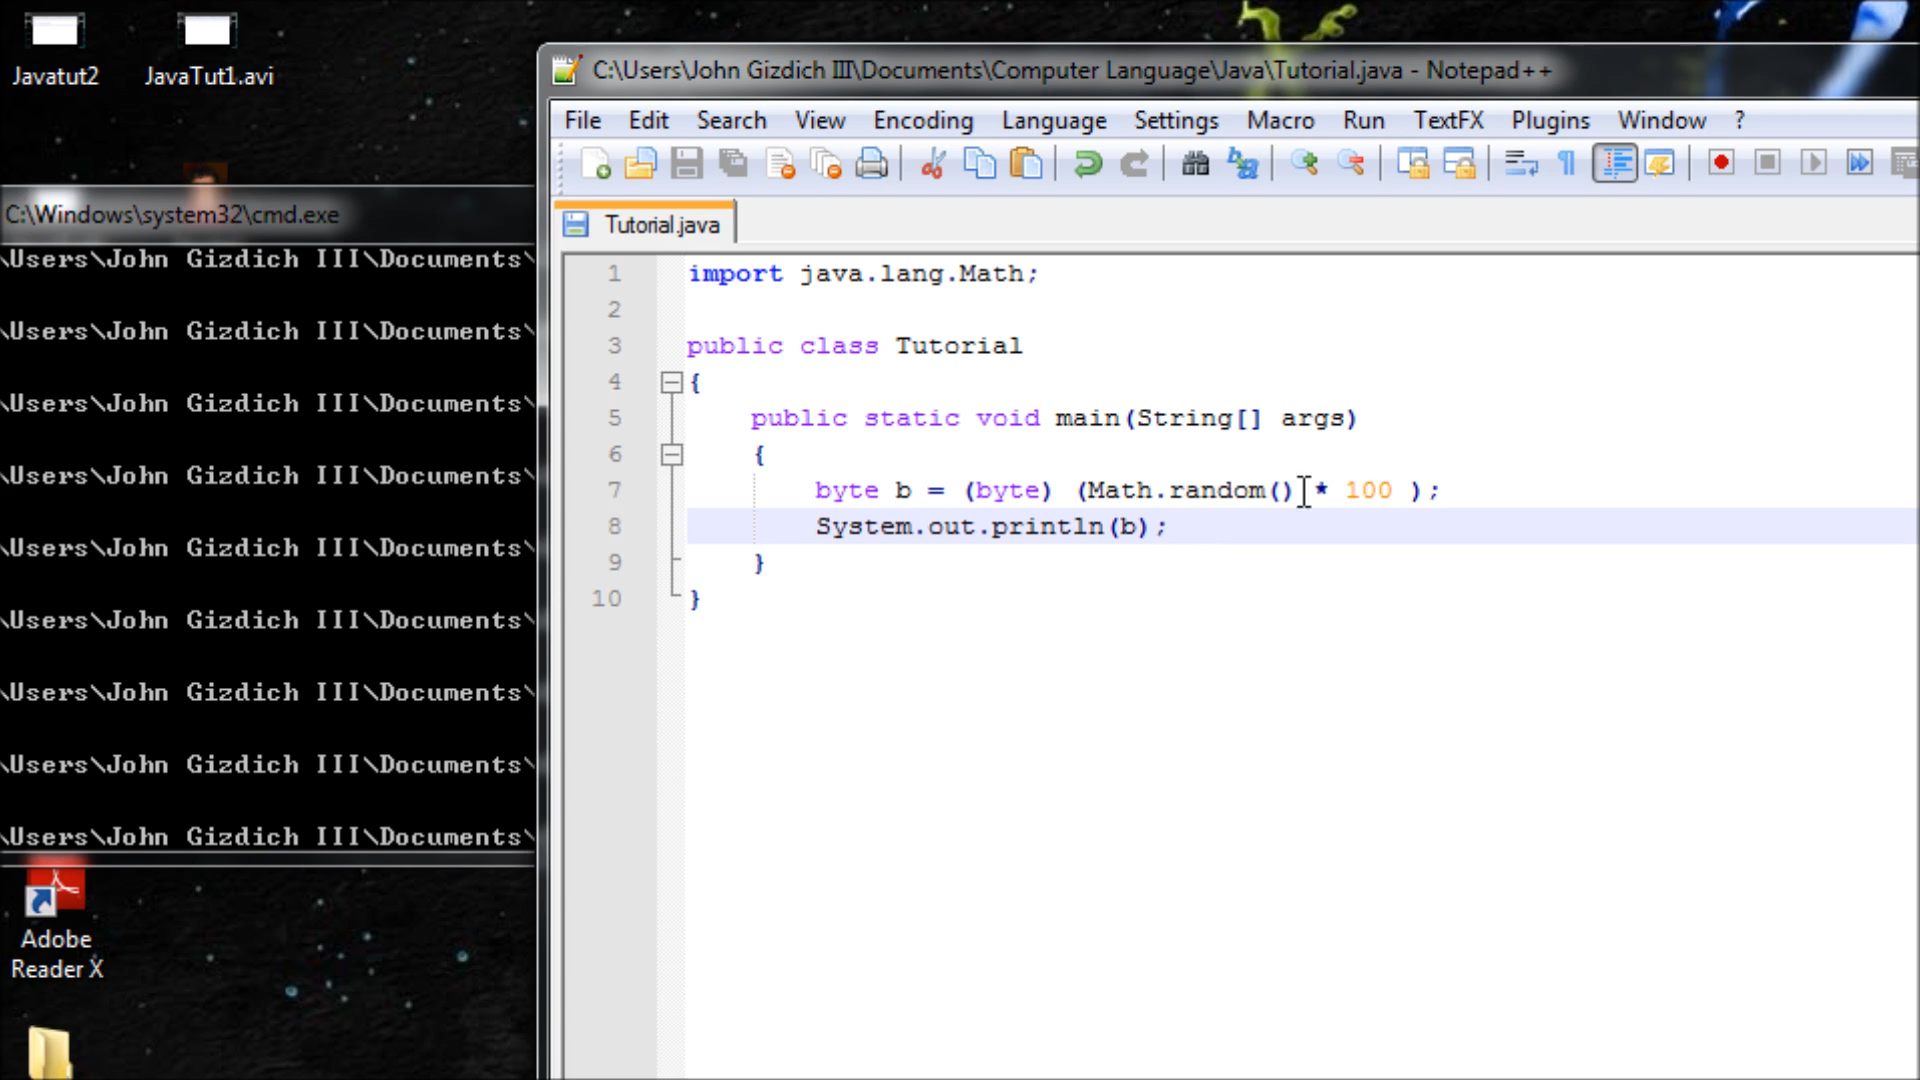 Javatut2
JavaTut1.avi
C:\Windows\system32\cmd.exe
\Users\John Gizdich III\Documents\
\Users\John Gizdich III\Documents\
\Users\John Gizdich III\Documents\
\Users\John Gizdich III\Documents\
\Users\John Gizdich III\Documents\
\Users\John Gizdich III\Documents\
\Users\John Gizdich III\Documents\
\Users\John Gizdich III\Documents\
\Users\John Gizdich III\Documents\
Adobe
Reader X
C:\Users\John Gizdich III\Documents\Computer Language\Java\Tutorial.java - Notepad++
File Edit Search View Encoding Language Settings Macro Run TextFX Plugins Window ?
Tutorial.java
1 import java.lang.Math;
2
3 public class Tutorial
4 {
5 public static void main(String[] args)
6 {
7 byte b = (byte) (Math.random() * 100 );
8 System.out.println(b);
9 }
10 }